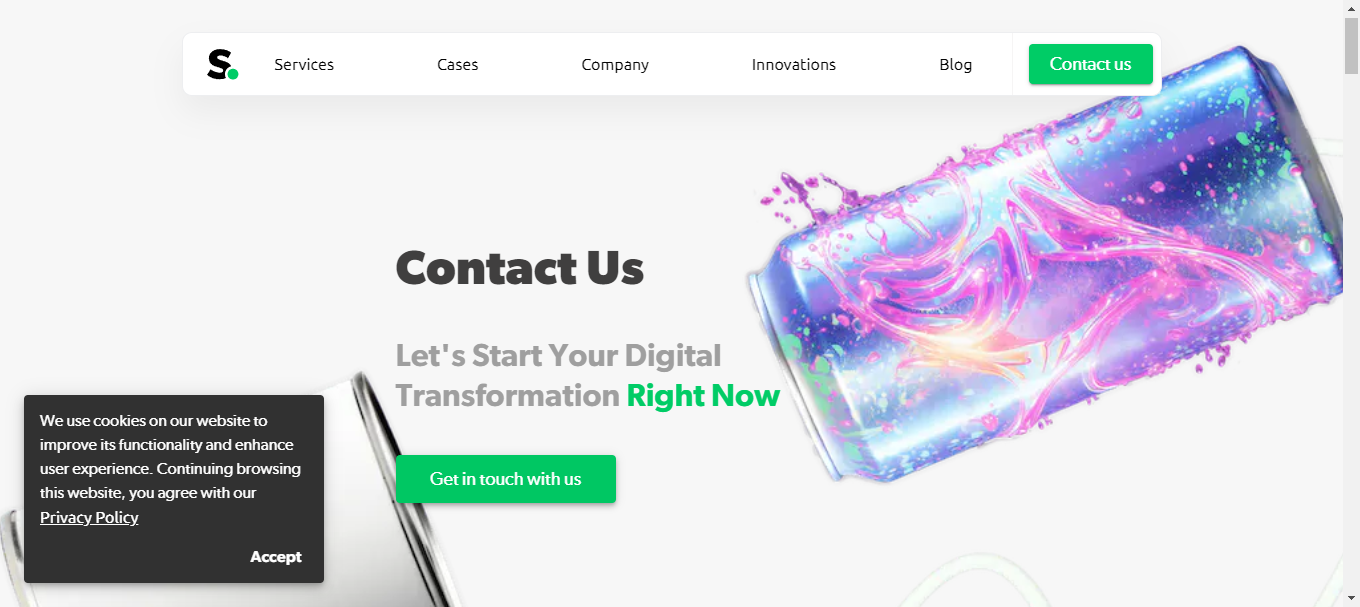 S.
Services
Cases
Company
Innovations
Blog
Contact us
Contact Us
Let's Start Your Digital
Transformation Right Now
Get in touch with us
We use cookies on our website to
improve its functionality and enhance
user experience. Continuing browsing
this website, you agree with our
Privacy Policy
Accept